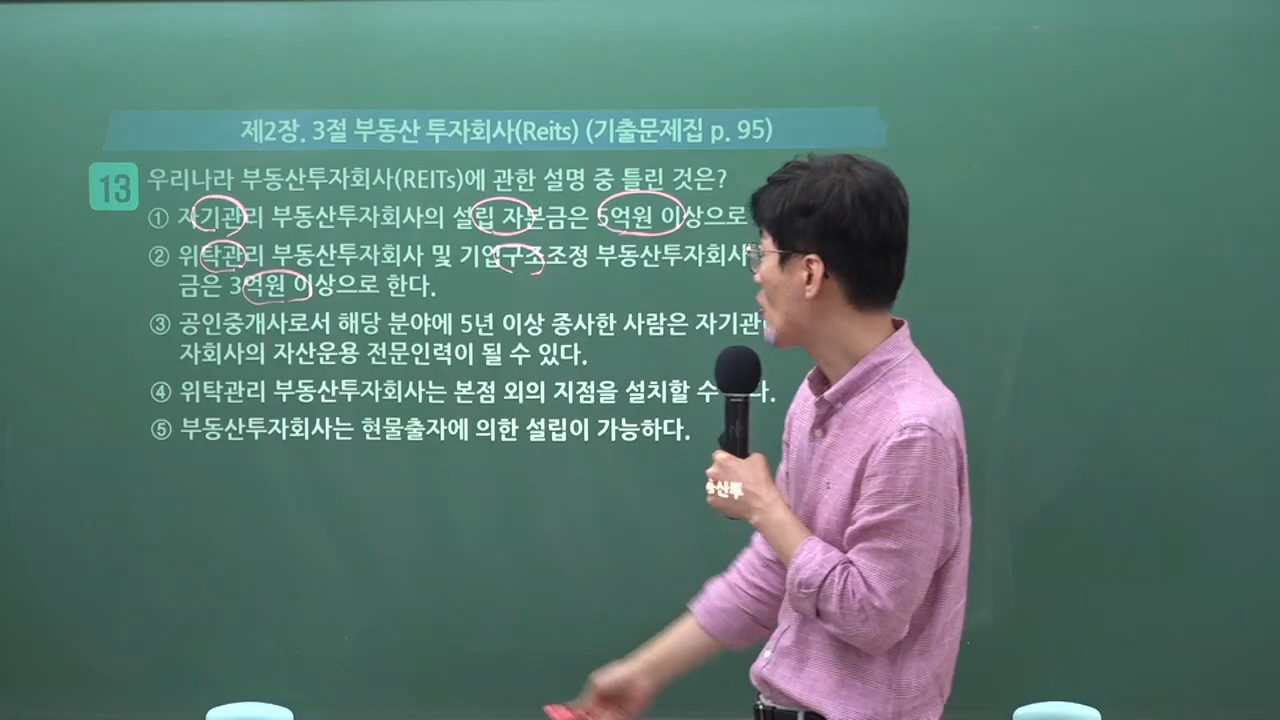 제2장. 3절 부동산 투자회사(Reits) (기출문제집 p. 95)
13 우리나라 부동산투자회사(REITs)에 관한 설명 중 틀린 것은?
① 자기관리 부동산투자회사의 설립 자본금은 5억원 이상으로
② 위탁관리 부동산투자회사 및 기업구조조정 부동산투자회사
금은 3억원 이상으로 한다.
③ 공인중개사로서 해당 분야에 5년 이상 종사한 사람은 자기관
자회사의 자산운용 전문인력이 될 수 있다.
④ 위탁관리 부동산투자회사는 본점 외의 지점을 설치할 수 다.
⑤ 부동산투자회사는 현물출자에 의한 설립이 가능하다.
산투